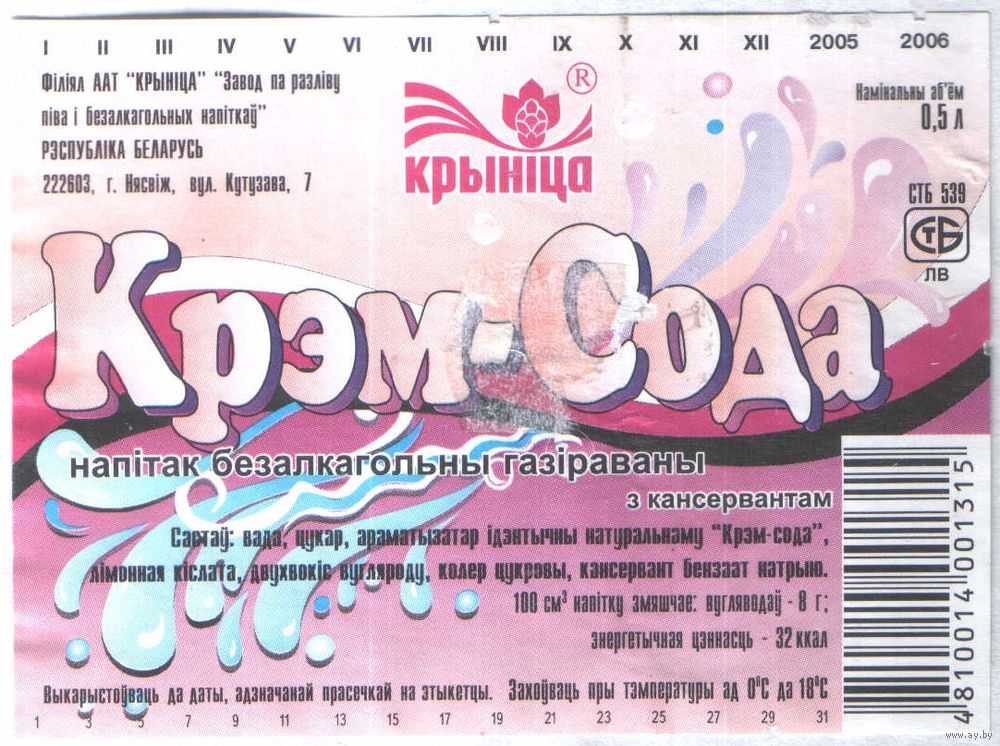 I II III IV V VI VII VIII IX X XI XII 2005 2006
Філіял ААТ "КРЫНІЦА" "Завод па разліву
піва і безалкагольных напіткаў"
РЭСПУБЛІКА БЕЛАРУСЬ
222603, г. Нясвіж, вул. Кутузава, 7
®
крыніца
Намінальны аб'ём
0,5 л
СТБ 539
СТБ
ЛВ
Крэм-Сода
напітак безалкагольны газіраваны
з кансервантам
Састаў: вада, цукар, араматызатар ідэнтычны натуральнаму "Крэм-сода",
лімонная кіслата, двухвокіс вугляроду, колер цукровы, кансервант бензаат натрыю.
100 см³ напітку змяшчае: вугляводаў - 8 г;
энергетычная цэннасць - 32 ккал
Выкарыстоўваць да даты, адзначанай прасечкай на этыкетцы. Захоўваць пры тэмпературы ад 0°С да 18°С
1 3 5 7 9 11 13 15 17 19 21 23 25 27 29 31
4810014001315
www.ay.by